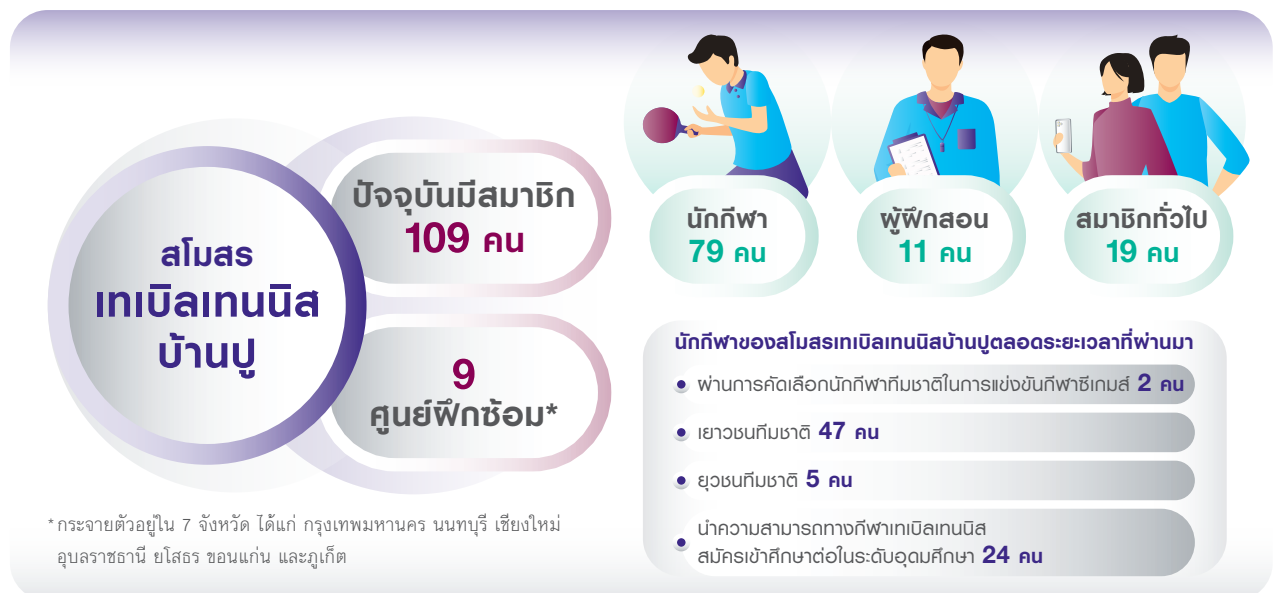 สโมสร
เทเบิลเทนนิส
บ้านปู
ปัจจุบันมีสมาชิก
109 คน
9
ศูนย์ฝึกซ้อม*
*กระจายตัวอยู่ใน 7 จังหวัด ได้แก่ กรุงเทพมหานคร นนทบุรี เชียงใหม่
อุบลราชธานี ยโสธร ขอนแก่น และภูเก็ต
นักกีฬา
79 คน
ผู้ฝึกสอน
11 คน
สมาชิกทั่วไป
19 คน
นักกีฬาของสโมสรเทเบิลเทนนิสบ้านปูตลอดระยะเวลาที่ผ่านมา
• ผ่านการคัดเลือกนักกีฬาทีมชาติในการแข่งขันกีฬาซีเกมส์ 2 คน
• เยาวชนทีมชาติ 47 คน
• ยุวชนทีมชาติ 5 คน
• นำความสามารถทางกีฬาเทเบิลเทนนิส
สมัครเข้าศึกษาต่อในระดับอุดมศึกษา 24 คน